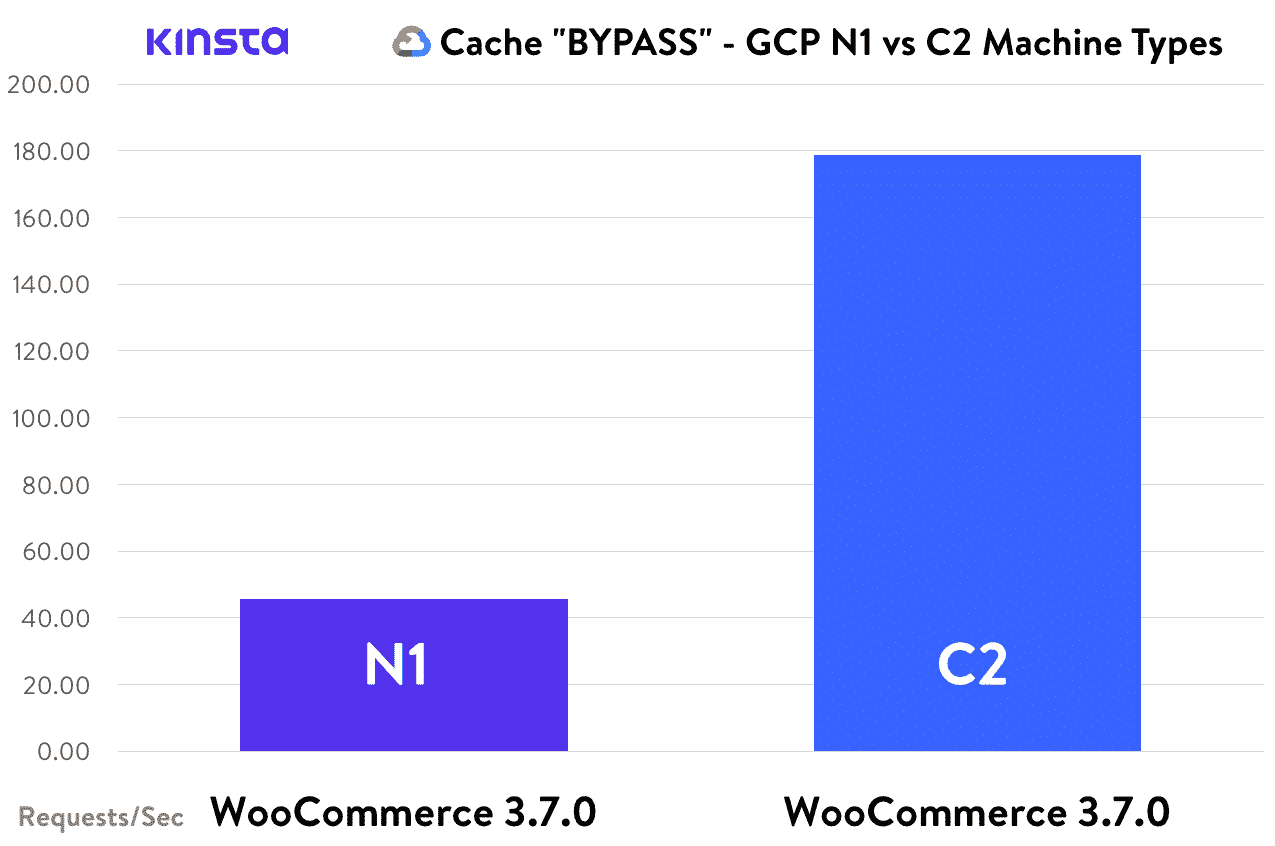 KINSTA
Cache "BYPASS" - GCP N1 vs C2 Machine Types
200.00
180.00
160.00
140.00
120.00
100.00
80.00
60.00
40.00
20.00
0.00
N1
C2
Requests/Sec
WooCommerce 3.7.0
WooCommerce 3.7.0